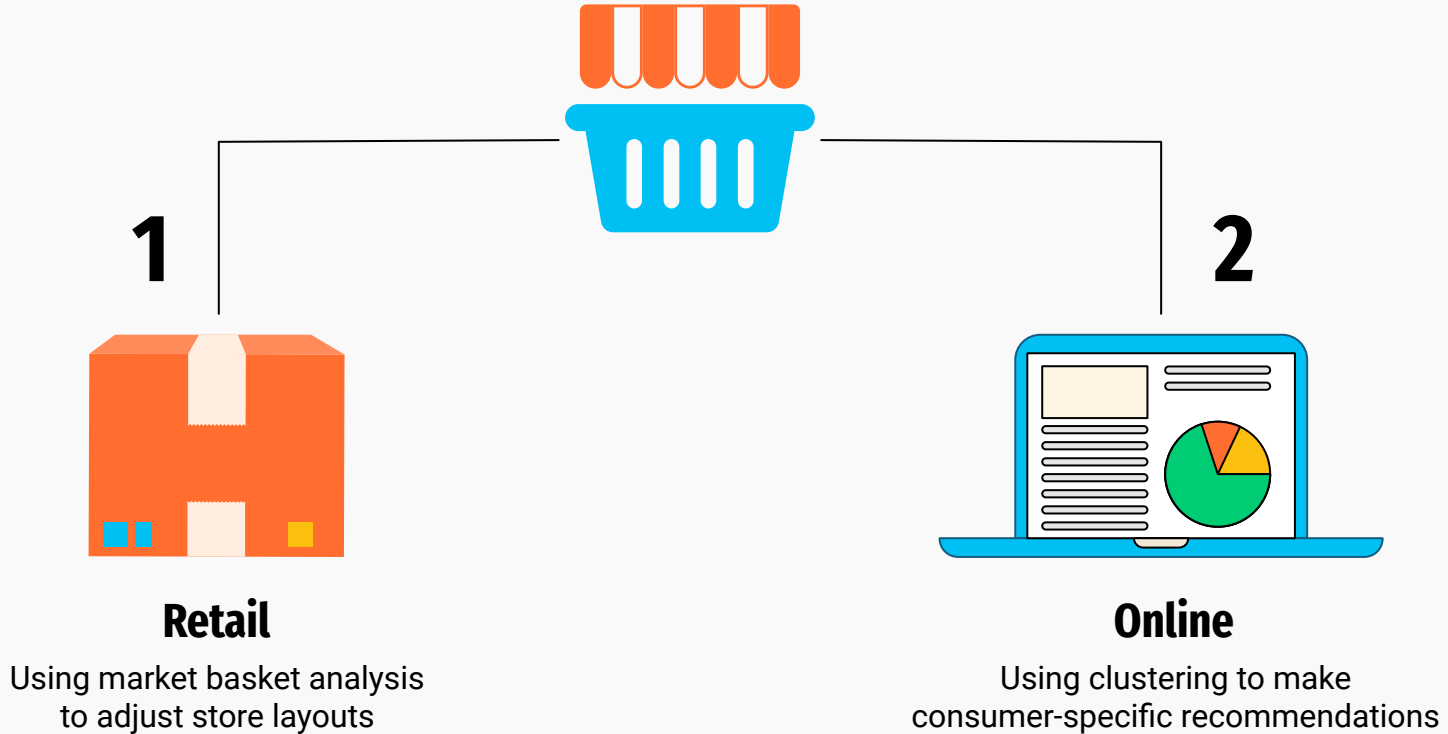 1
2
Retail
Using market basket analysis
to adjust store layouts
Online
Using clustering to make
consumer-specific recommendations